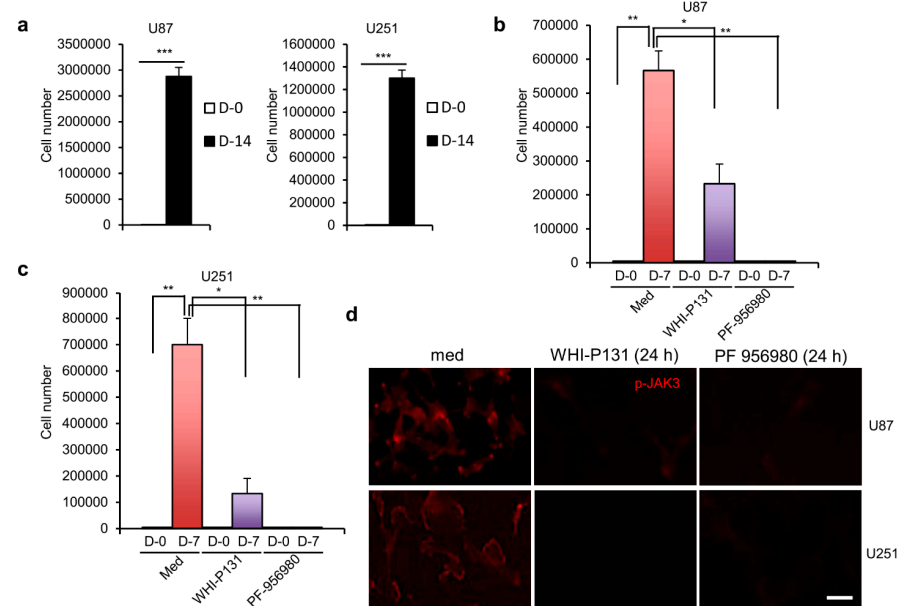 a
U87
U251
3500000
3000000
2500000
2000000
1500000
1000000
500000
0
Cell number
***
D-0
D-14
1600000
1400000
1200000
1000000
800000
600000
400000
200000
0
Cell number
***
D-0
D-14
b
U87
700000
600000
500000
400000
300000
200000
100000
0
Cell number
**
*
**
D-0 D-7 D-0 D-7 D-0 D-7
Med
WHI-P131
PF-956980
c
U251
900000
800000
700000
600000
500000
400000
300000
200000
100000
0
Cell number
**
*
**
D-0 D-7 D-0 D-7 D-0 D-7
Med
WHI-P131
PF-956980
d
med WHI-P131 (24 h) PF 956980 (24 h)
p-JAK3
U87
U251